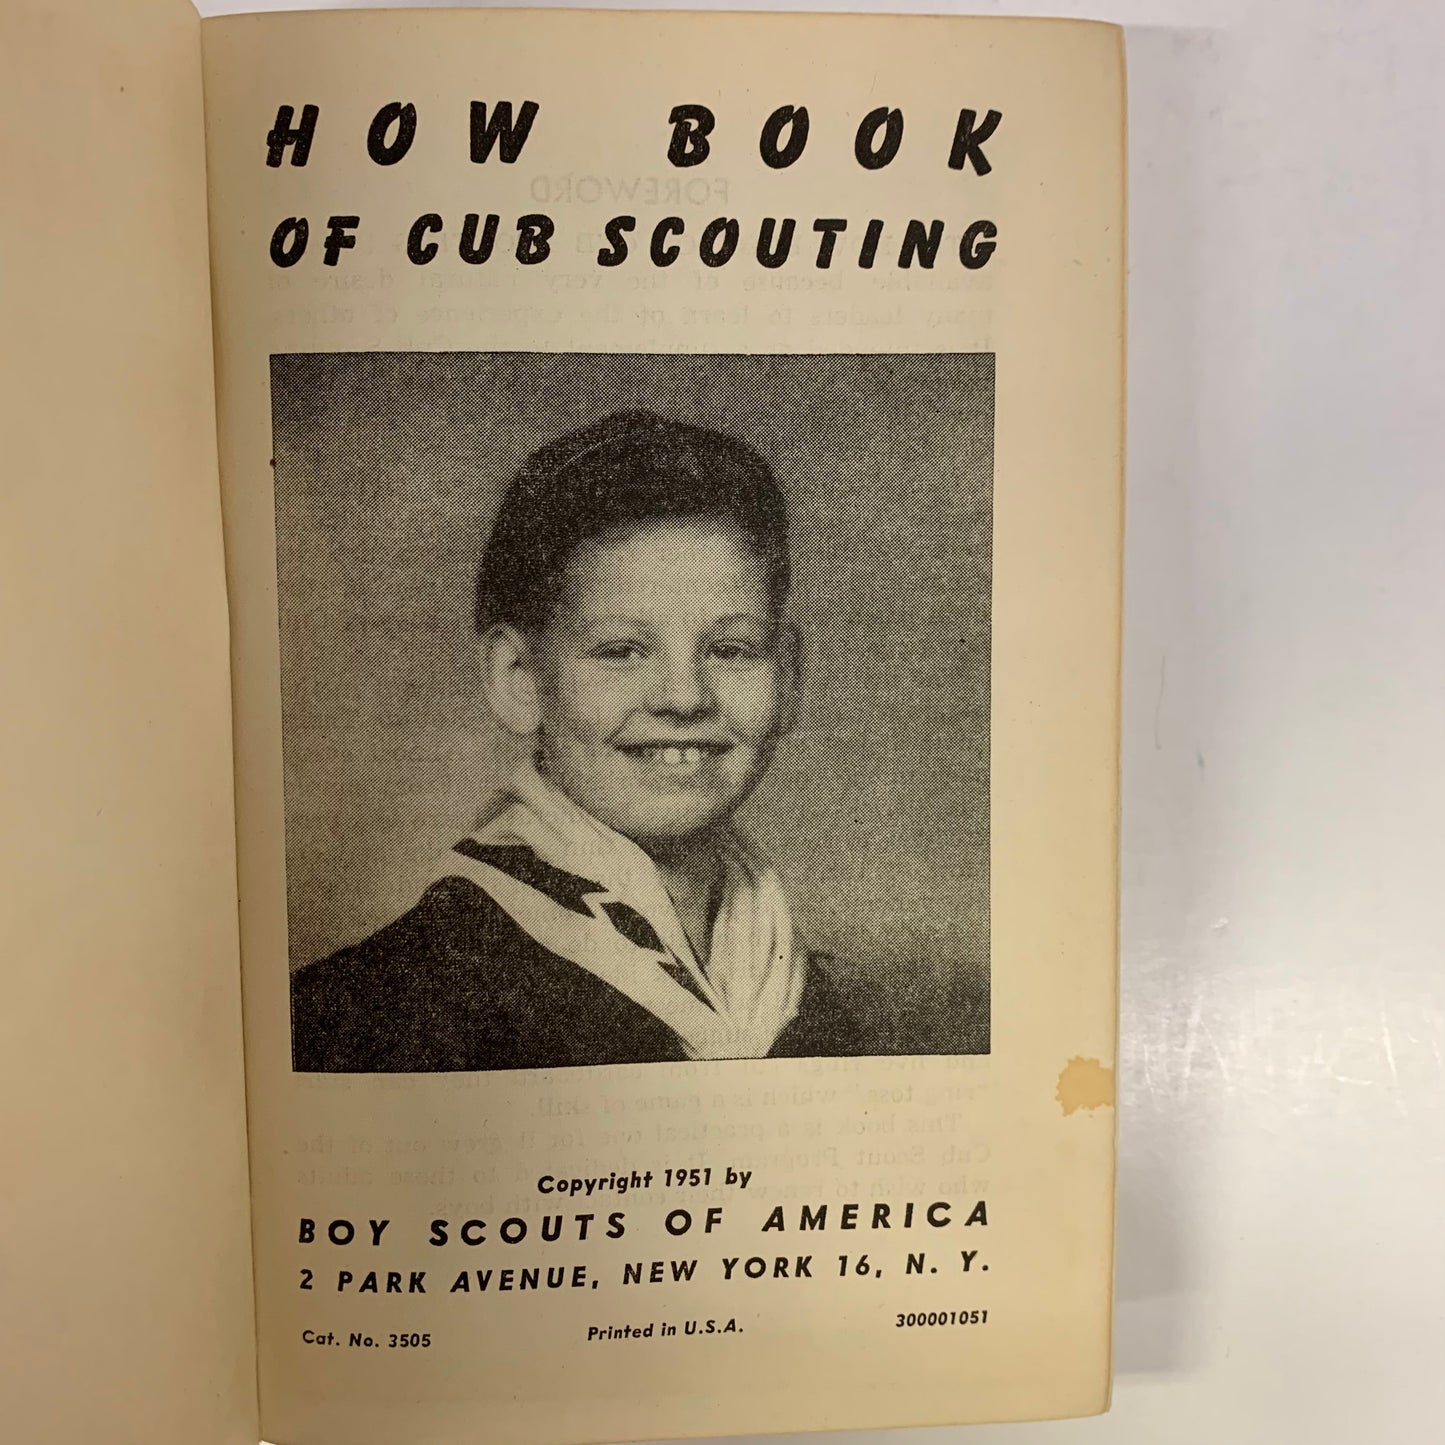 HOW BOOK
OF CUB SCOUTING
Copyright 1951 by
BOY SCOUTS OF AMERICA
2 PARK AVENUE, NEW YORK 16, N. Y.
Cat. No. 3505 Printed in U.S.A. 300001051